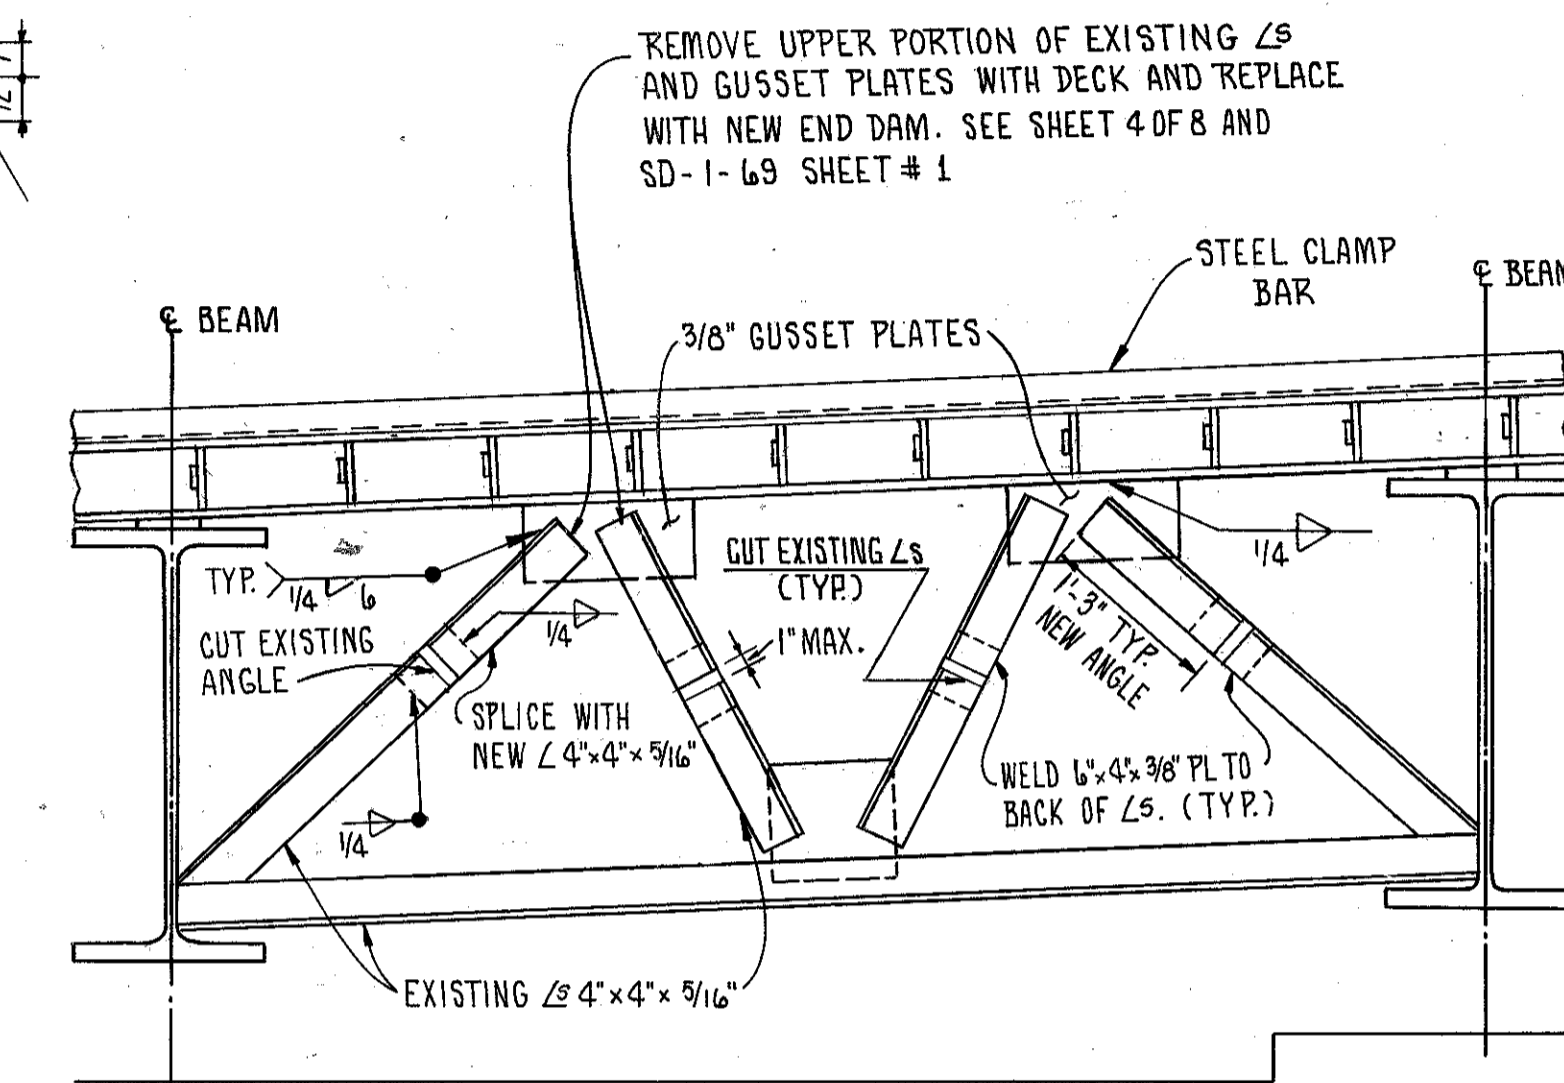 REMOVE UPPER PORTION OF EXISTING ∠S
AND GUSSET PLATES WITH DECK AND REPLACE
WITH NEW END DAM. SEE SHEET 4 OF 8 AND
SD-1-69 SHEET # 1
STEEL CLAMP
BAR
℄ BEAM
℄ BEAM
3/8" GUSSET PLATES
CUT EXISTING ∠S
(TYP.)
1/4
TYP.
1/4
6
1/4
1" MAX.
1'-3" TYP.
NEW ANGLE
CUT EXISTING
ANGLE
SPLICE WITH
NEW ∠ 4"x4"x 5/16"
WELD 6"x4"x 3/8" PL TO
BACK OF ∠S. (TYP.)
1/4
EXISTING ∠S 4"x4"x 5/16"